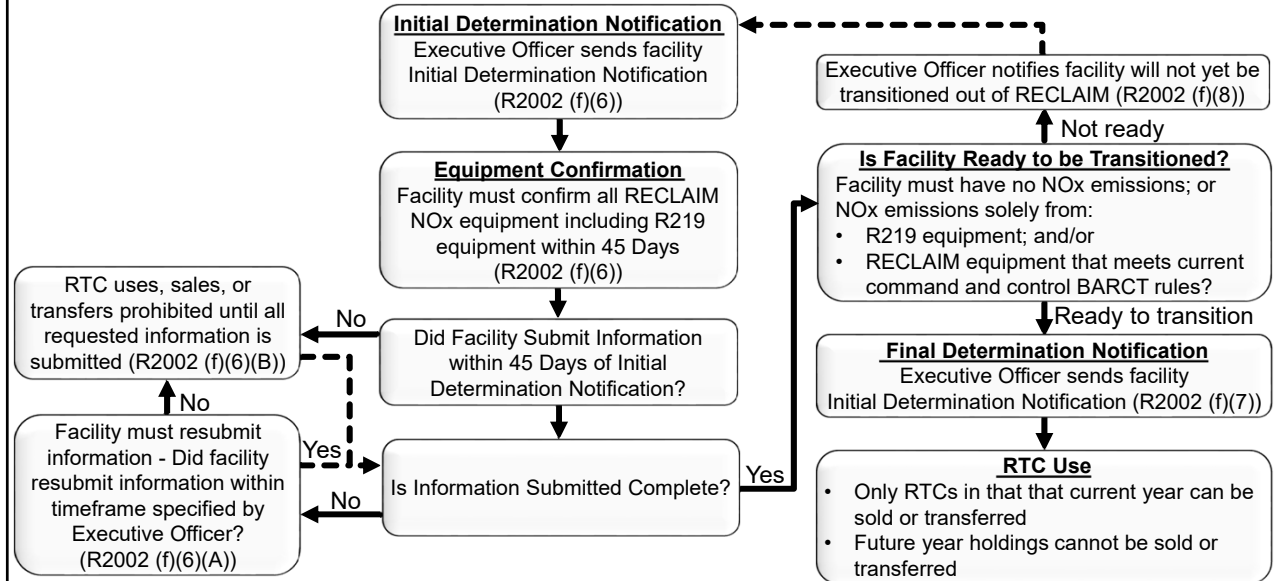 Initial Determination Notification
Executive Officer sends facility
Initial Determination Notification
(R2002 (f)(6))
Equipment Confirmation
Facility must confirm all RECLAIM
NOx equipment including R219
equipment within 45 Days
(R2002 (f)(6))
Did Facility Submit Information
within 45 Days of Initial
Determination Notification?
No
RTC uses, sales, or
transfers prohibited until all
requested information is
submitted (R2002 (f)(6)(B))
No
Facility must resubmit
information - Did facility
resubmit information within
timeframe specified by
Executive Officer?
(R2002 (f)(6)(A))
Yes
Is Information Submitted Complete?
No
Yes
Executive Officer notifies facility will not yet be
transitioned out of RECLAIM (R2002 (f)(8))
Not ready
Is Facility Ready to be Transitioned?
Facility must have no NOx emissions; or
NOx emissions solely from:
• R219 equipment; and/or
• RECLAIM equipment that meets current
command and control BARCT rules?
Ready to transition
Final Determination Notification
Executive Officer sends facility
Initial Determination Notification (R2002 (f)(7))
RTC Use
• Only RTCs in that that current year can be
sold or transferred
• Future year holdings cannot be sold or
transferred